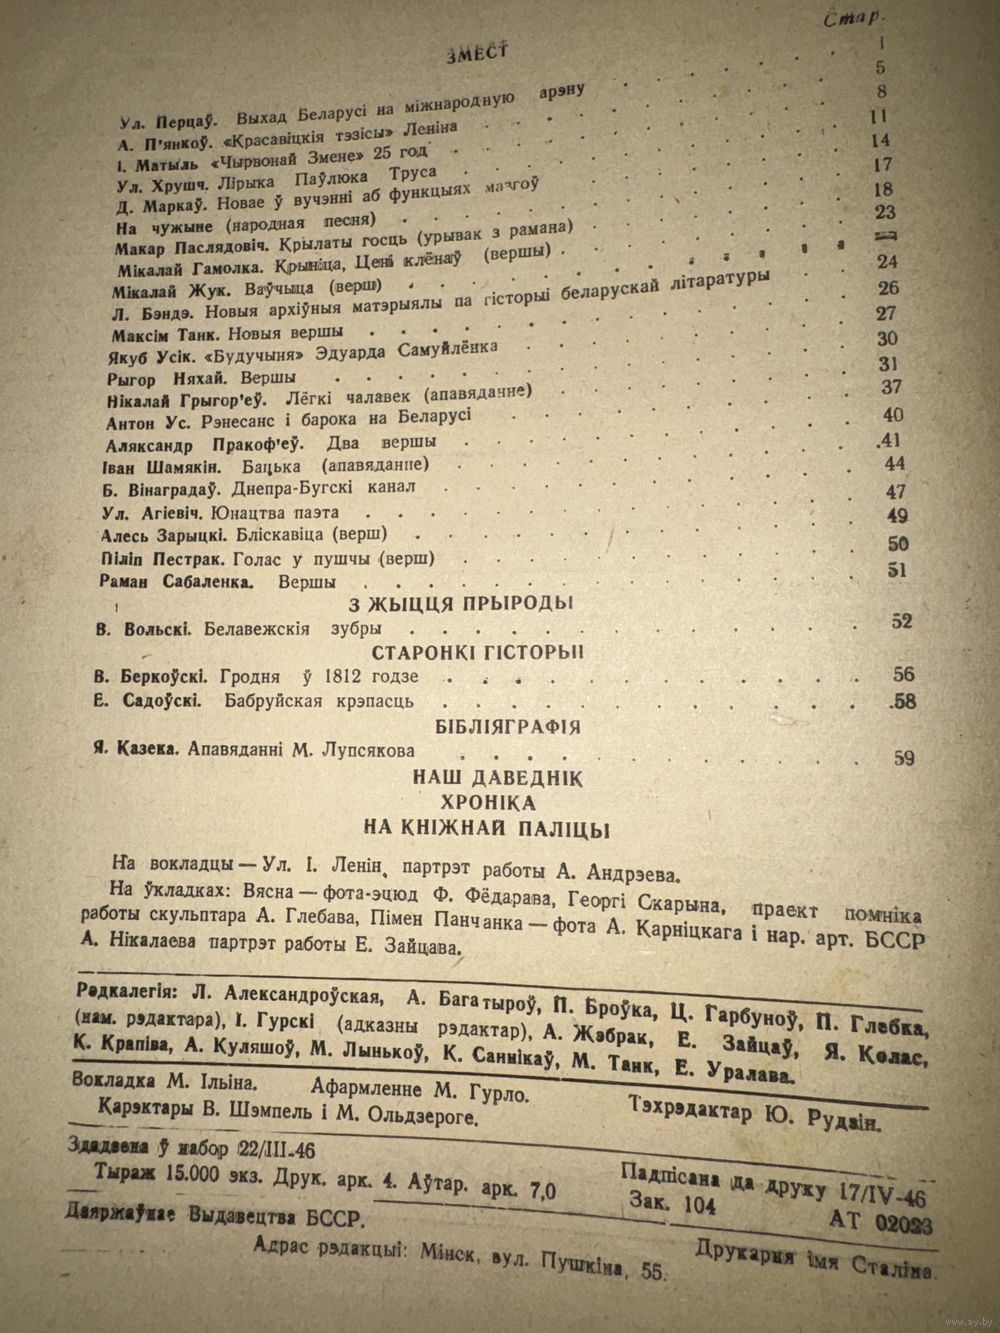 Стар.
ЗМЕСТ
Ул. Перцаў. Выхад Беларусі на міжнародную арэну . . . 1
А. П'янкоў. «Красавіцкія тэзісы» Леніна . . . 5
І. Матыль «Чырвонай Змене» 25 год . . . 8
Ул. Хрушч. Лірыка Паўлюка Труса . . . 11
Д. Маркаў. Новае ў вучэнні аб функцыях мазгоў . . . 14
На чужыне (народная песня) . . . 17
Макар Паслядовіч. Крылаты госць (урывак з рамана) . . . 18
Мікалай Гамолка. Крыніца, Цені клёнаў (вершы) . . . 23
Мікалай Жук. Ваўчыца (верш) . . .
Л. Бэндэ. Новыя архіўныя матэрыялы па гісторыі беларускай літаратуры . . . 24
Максім Танк. Новыя вершы . . . 26
Якуб Усік. «Будучыня» Эдуарда Самуйлёнка . . . 27
Рыгор Няхай. Вершы . . . 30
Нікалай Грыгор'еў. Лёгкі чалавек (апавяданне) . . . 31
Антон Ус. Рэнесанс і барока на Беларусі . . . 37
Аляксандр Пракоф'еў. Два вершы . . . 40
Іван Шамякін. Бацька (апавяданне) . . . 41
Б. Вінаградаў. Днепра-Бугскі канал . . . 44
Ул. Агіевіч. Юнацтва паэта . . . 47
Алесь Зарыцкі. Бліскавіца (верш) . . . 49
Піліп Пестрак. Голас у пушчы (верш) . . . 50
Раман Сабаленка. Вершы . . . 51
З ЖЫЦЦЯ ПРЫРОДЫ
В. Вольскі. Белавежскія зубры . . . 52
СТАРОНКІ ГІСТОРЫІ
В. Беркоўскі. Гродня ў 1812 годзе . . . 56
Е. Садоўскі. Бабруйская крэпасць . . . 58
БІБЛІЯГРАФІЯ
Я. Казека. Апавяданні М. Лупсякова . . . 59
НАШ ДАВЕДНІК
ХРОНІКА
НА КНІЖНАЙ ПАЛІЦЫ
На вокладцы — Ул. І. Ленін, партрэт работы А. Андрэева.
На ўкладках: Вясна — фота-эцюд Ф. Фёдарава, Георгі Скарына, праект помніка
работы скульптара А. Глебава, Пімен Панчанка — фота А. Карніцкага і нар. арт. БССР
А. Нікалаева партрэт работы Е. Зайцава.
Рэдкалегія: Л. Александроўская, А. Багатыроў, П. Броўка, Ц. Гарбуноў, П. Глебка,
(нам. рэдактара), І. Гурскі (адказны рэдактар), А. Жэбрак, Е. Зайцаў, Я. Колас,
К. Крапіва, А. Куляшоў, М. Лынькоў, К. Саннікаў, М. Танк, Е. Уралава.
Вокладка М. Ільіна. Афармленне М. Гурло.
Карэктары В. Шэмпель і М. Ольдзероге. Тэхрэдактар Ю. Рудзін.
Здадзена ў набор 22/III-46 Падпісана да друку 17/IV-46
Тыраж 15.000 экз. Друк. арк. 4. Аўтар. арк. 7,0 Зак. 104 АТ 02023
Дзяржаўнае Выдавецтва БССР. Друкарня імя Сталіна.
Адрас рэдакцыі: Мінск, вул. Пушкіна, 55.
www.ay.by